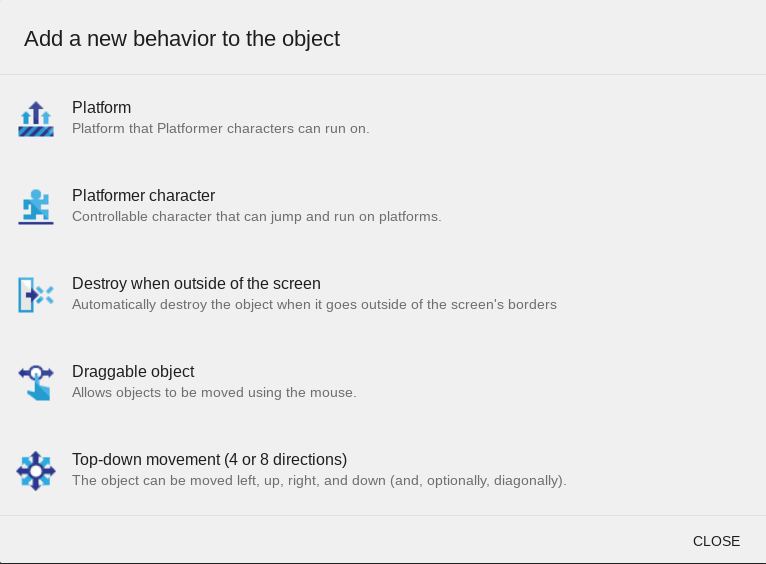 Add a new behavior to the object
Platform
Platform that Platformer characters can run on.
Platformer character
Controllable character that can jump and run on platforms.
Destroy when outside of the screen
Automatically destroy the object when it goes outside of the screen's borders
Draggable object
Allows objects to be moved using the mouse.
Top-down movement (4 or 8 directions)
The object can be moved left, up, right, and down (and, optionally, diagonally).
CLOSE